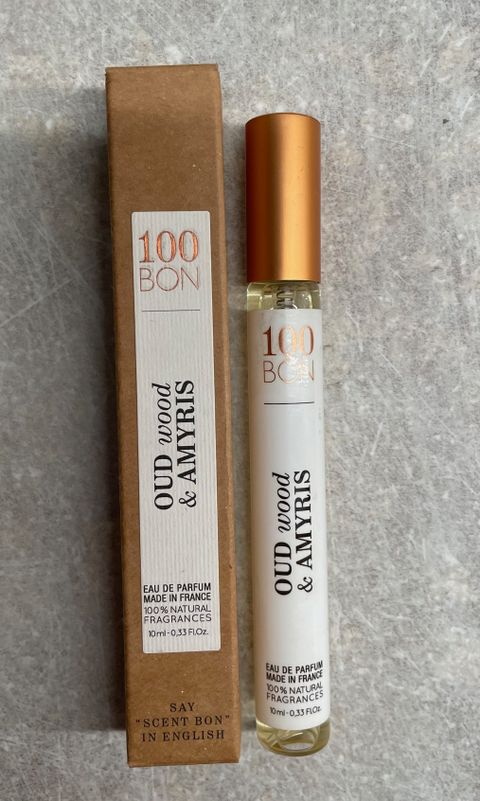 100
BON
OUD wood
& AMYRIS
EAU DE PARFUM
MADE IN FRANCE
100% NATURAL
FRAGRANCES
10ml-0,33 Fl.Oz.
SAY
"SCENT BON"
IN ENGLISH
100
BON
OUD wood
& AMYRIS
EAU DE PARFUM
MADE IN FRANCE
100% NATURAL
FRAGRANCES
10ml-0,33 Fl.Oz.